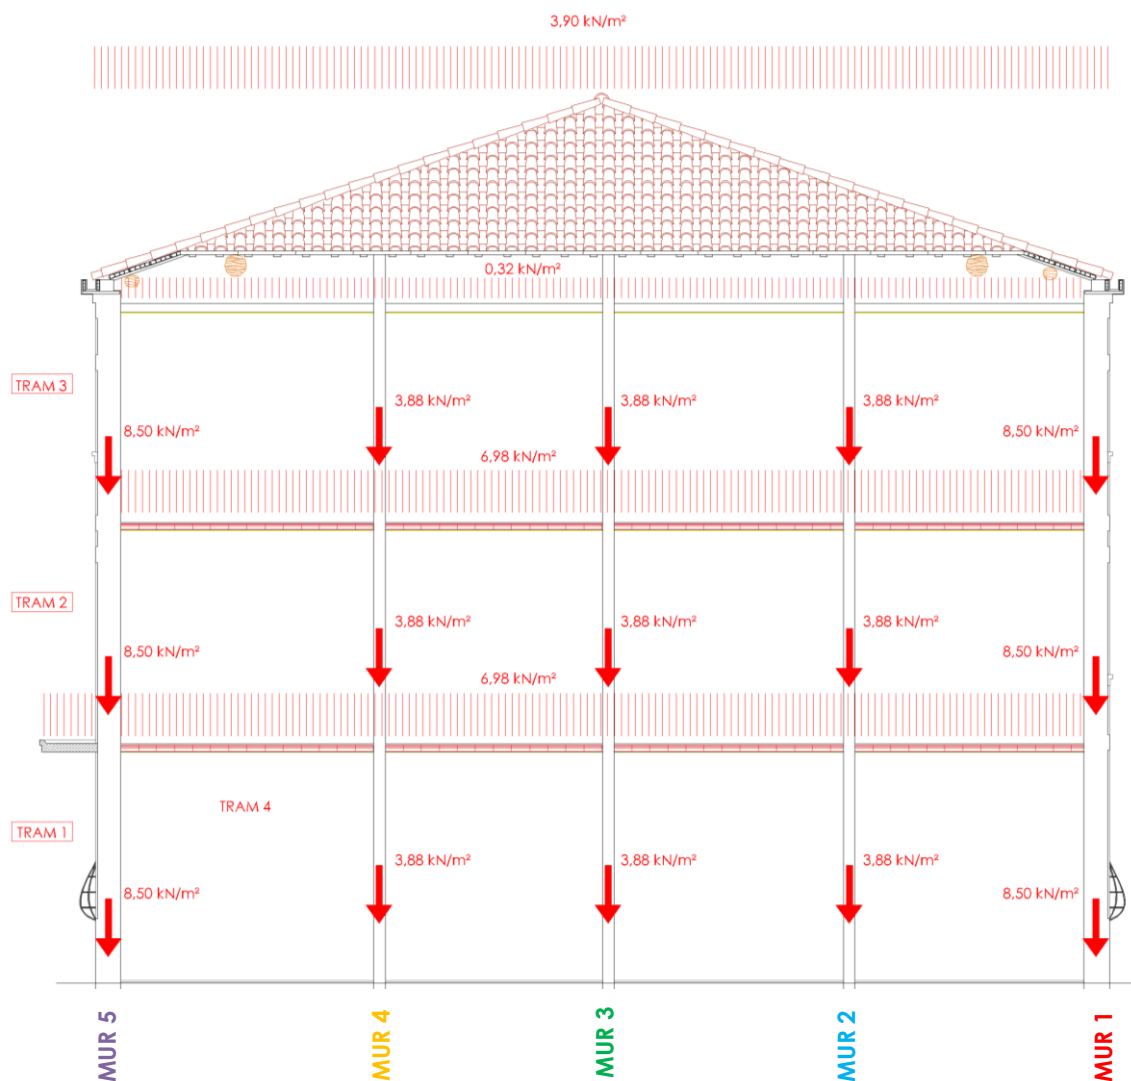 3,90 kN/m²
0,32 kN/m²
TRAM 3
3,88 kN/m² 3,88 kN/m² 3,88 kN/m²
8,50 kN/m² 8,50 kN/m²
6,98 kN/m²
TRAM 2
3,88 kN/m² 3,88 kN/m² 3,88 kN/m²
8,50 kN/m² 8,50 kN/m²
6,98 kN/m²
TRAM 4
TRAM 1
3,88 kN/m² 3,88 kN/m² 3,88 kN/m²
8,50 kN/m² 8,50 kN/m²
MUR 5
MUR 4
MUR 3
MUR 2
MUR 1